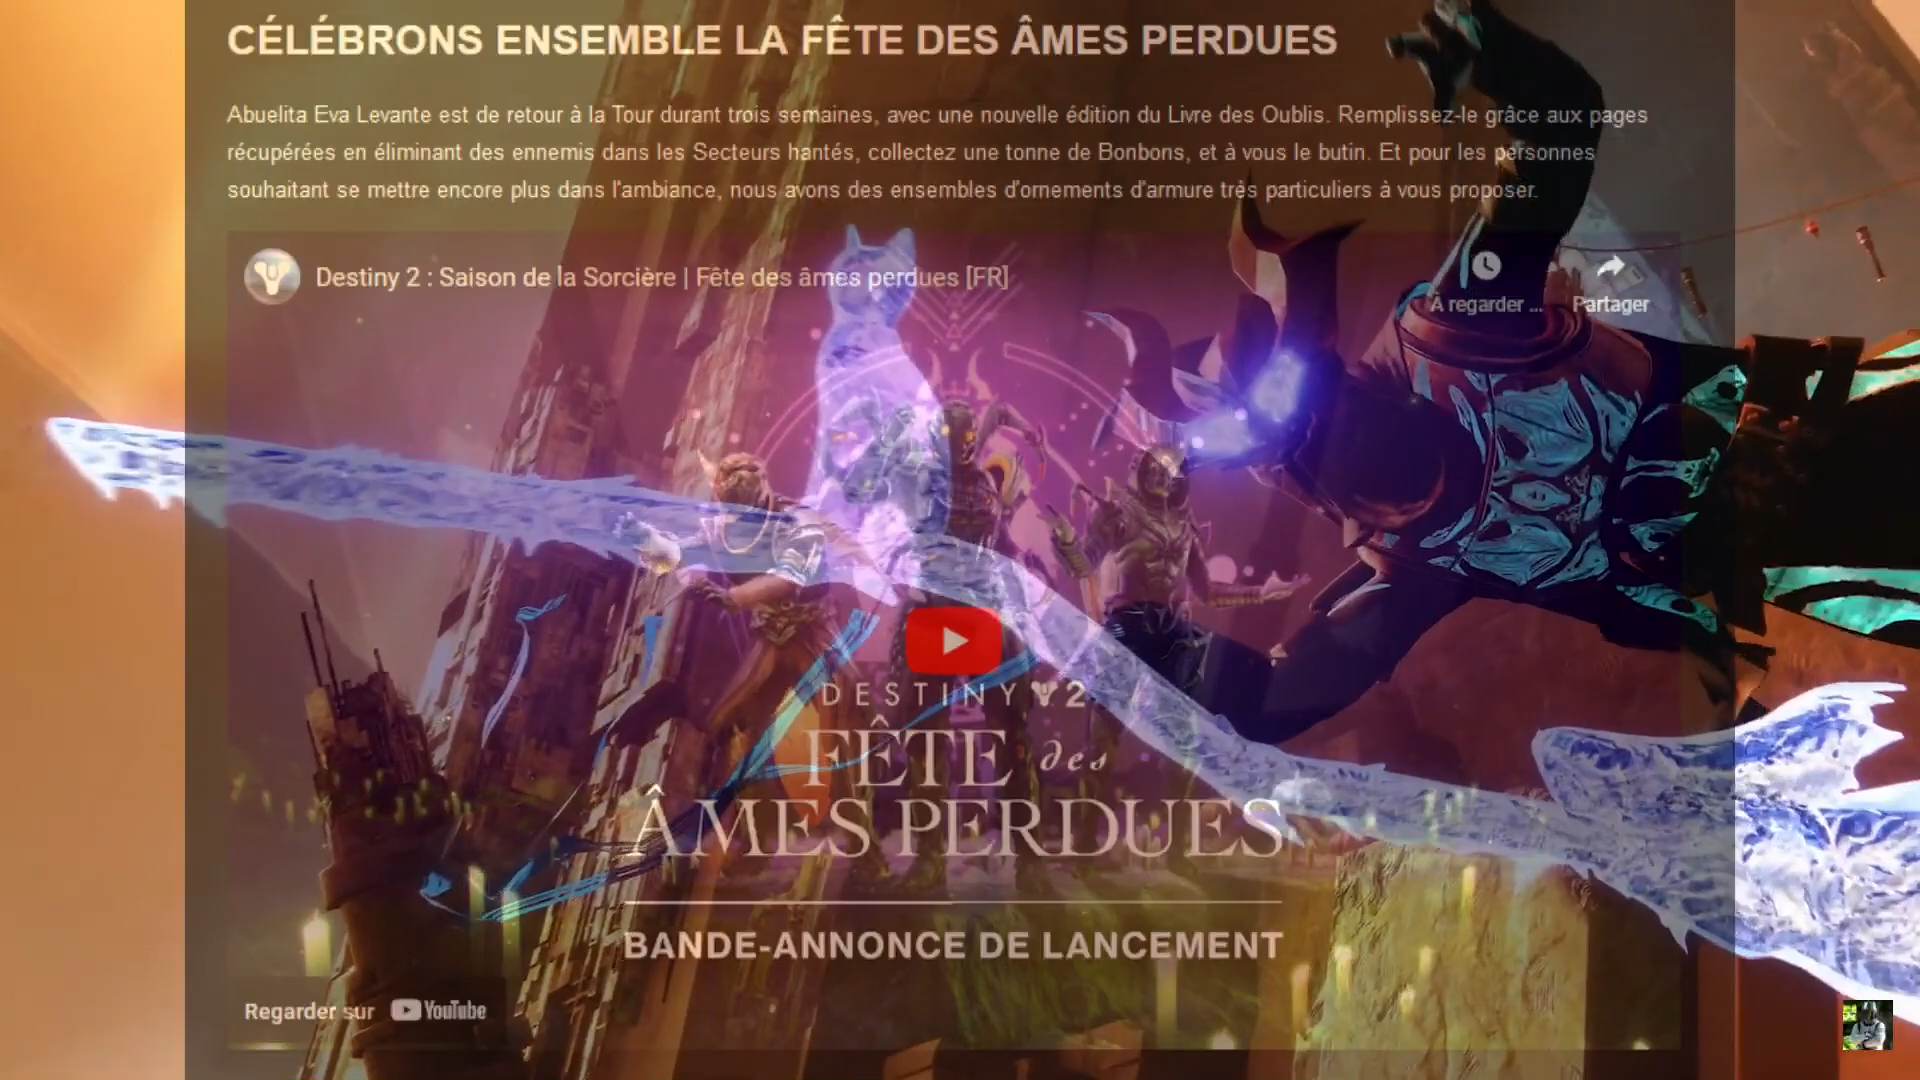 CÉLÉBRONS ENSEMBLE LA FÊTE DES ÂMES PERDUES
Abuelita Eva Levante est de retour à la Tour durant trois semaines, avec une nouvelle édition du Livre des Oublis. Remplissez-le grâce aux pages
récupérées en éliminant des ennemis dans les Secteurs hantés, collectez une tonne de Bonbons, et à vous le butin. Et pour les personnes
souhaitant se mettre encore plus dans l'ambiance, nous avons des ensembles d'ornements d'armure très particuliers à vous proposer.
Destiny 2 : Saison de la Sorcière | Fête des âmes perdues [FR]
À regarder ... Partager
DESTINY 2
FÊTE des
ÂMES PERDUES
BANDE-ANNONCE DE LANCEMENT
Regarder sur YouTube